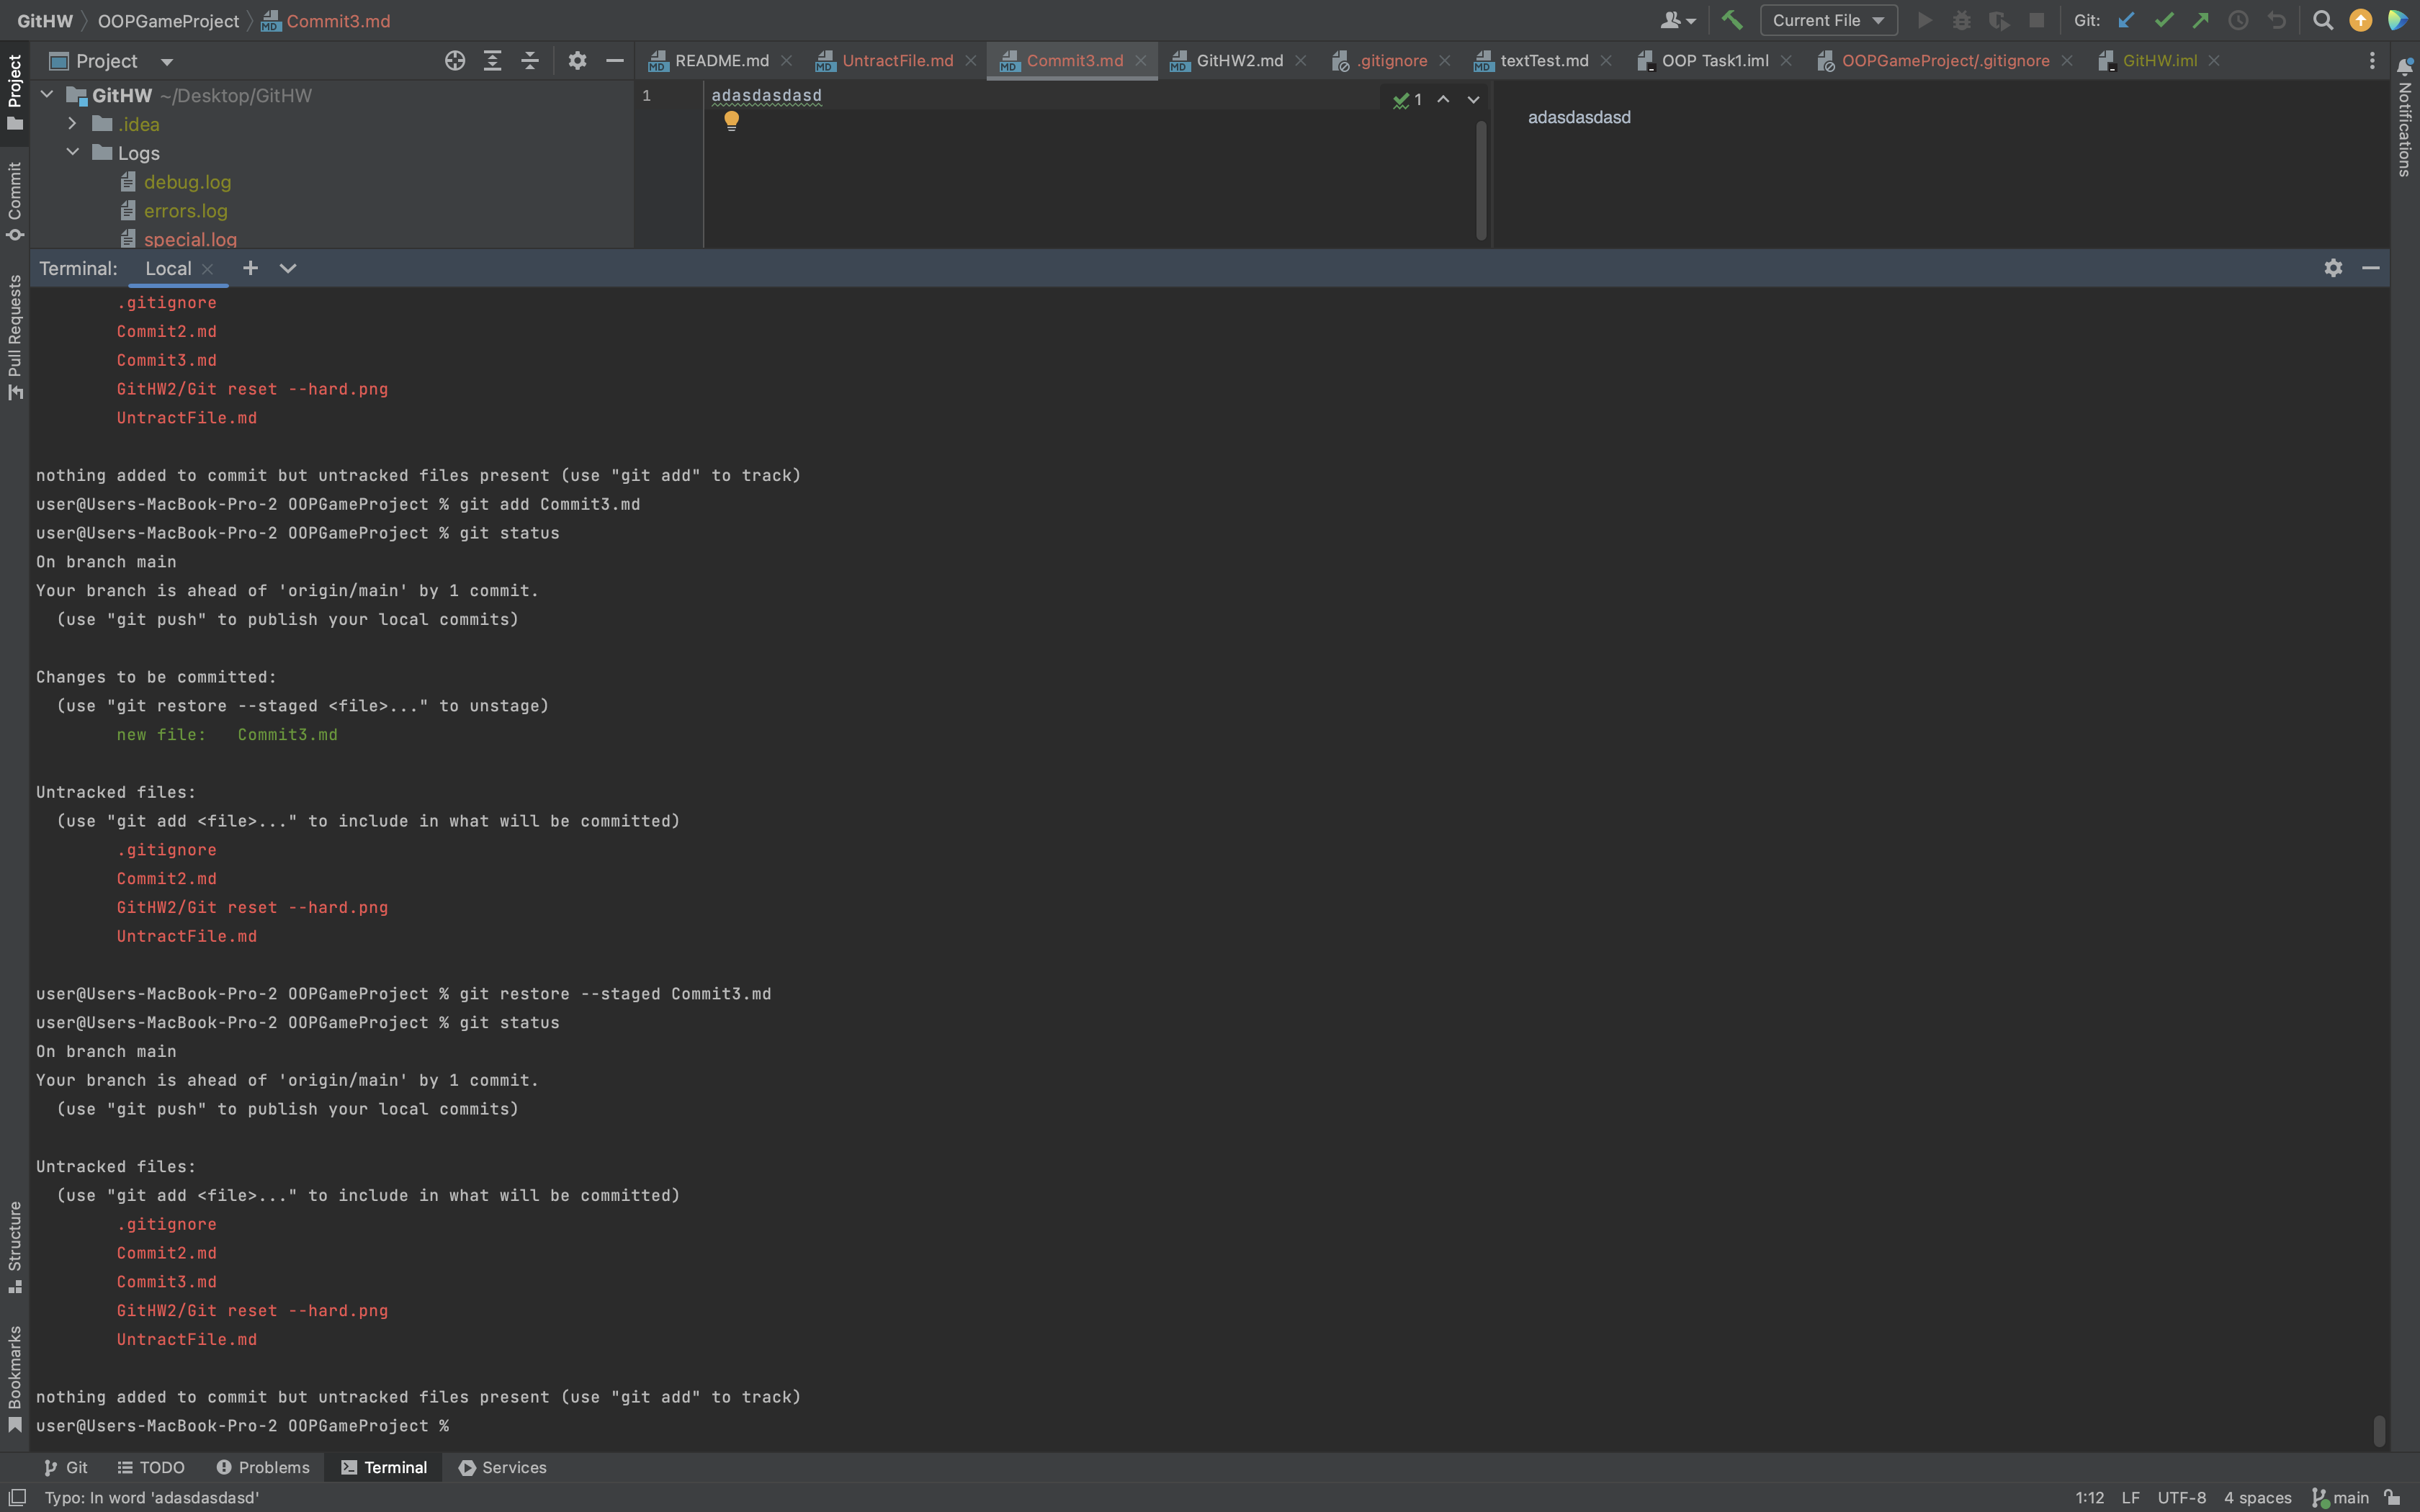 GitHW OOPGameProject Commit3.md Current File Git:
Project README.md UntractFile.md Commit3.md GitHW2.md .gitignore textTest.md OOP Task1.iml OOPGameProject/.gitignore GitHW.iml
Project
Commit
Pull Requests
Structure
Bookmarks
Notifications
GitHW ~/Desktop/GitHW
.idea
Logs
debug.log
errors.log
special.log
1 adasdasdasd 1
adasdasdasd
Terminal: Local
.gitignore
Commit2.md
Commit3.md
GitHW2/Git reset --hard.png
UntractFile.md
nothing added to commit but untracked files present (use "git add" to track)
user@Users-MacBook-Pro-2 OOPGameProject % git add Commit3.md
user@Users-MacBook-Pro-2 OOPGameProject % git status
On branch main
Your branch is ahead of 'origin/main' by 1 commit.
(use "git push" to publish your local commits)
Changes to be committed:
(use "git restore --staged <file>..." to unstage)
new file: Commit3.md
Untracked files:
(use "git add <file>..." to include in what will be committed)
.gitignore
Commit2.md
GitHW2/Git reset --hard.png
UntractFile.md
user@Users-MacBook-Pro-2 OOPGameProject % git restore --staged Commit3.md
user@Users-MacBook-Pro-2 OOPGameProject % git status
On branch main
Your branch is ahead of 'origin/main' by 1 commit.
(use "git push" to publish your local commits)
Untracked files:
(use "git add <file>..." to include in what will be committed)
.gitignore
Commit2.md
Commit3.md
GitHW2/Git reset --hard.png
UntractFile.md
nothing added to commit but untracked files present (use "git add" to track)
user@Users-MacBook-Pro-2 OOPGameProject %
Git TODO Problems Terminal Services
Typo: In word 'adasdasdasd' 1:12 LF UTF-8 4 spaces main